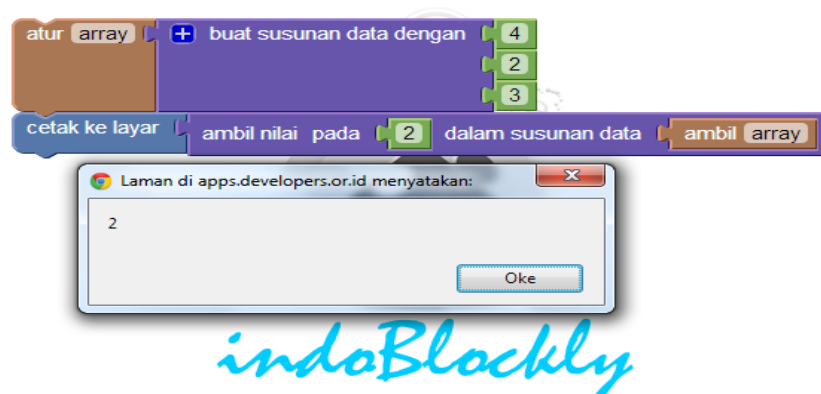 atur array buat susunan data dengan 4
2
3
cetak ke layar ambil nilai pada 2 dalam susunan data ambil array
Laman di apps.developers.or.id menyatakan:
2
Oke
indoBlockly